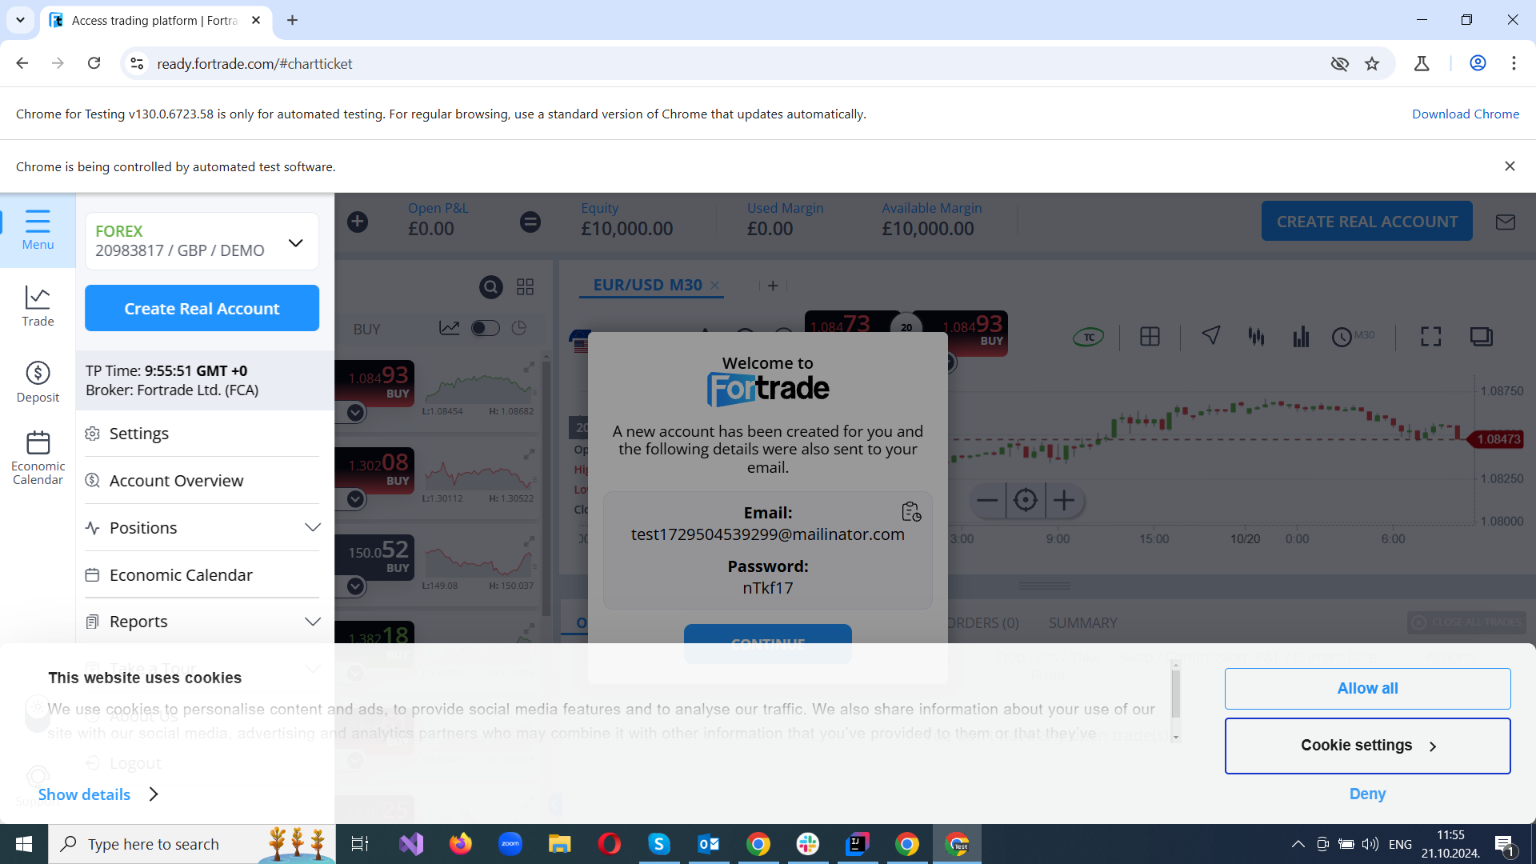 Access trading platform | Fortra
ready.fortrade.com/#chartticket
Chrome for Testing v130.0.6723.58 is only for automated testing. For regular browsing, use a standard version of Chrome that updates automatically.
Download Chrome
Chrome is being controlled by automated test software.
Menu
Trade
Deposit
Economic
Calendar
FOREX
20983817 / GBP / DEMO
Create Real Account
TP Time: 9:55:51 GMT +0
Broker: Fortrade Ltd. (FCA)
Settings
Account Overview
Positions
Economic Calendar
Reports
Take a Tour
About Us
Logout
Open P&L
£0.00
Equity
£10,000.00
Used Margin
£0.00
Available Margin
£10,000.00
CREATE REAL ACCOUNT
BUY
1.08493
BUY
L:1.08454
H: 1.08682
1.30208
BUY
L:1.30112
H: 1.30522
150.052
BUY
L:149.08
H: 150.037
1.38218
EUR/USD M30
1.08473
20
1.08493
BUY
TC
M30
1.08750
1.08473
1.08250
1.08000
3:00
9:00
15:00
10/20
0:00
6:00
ORDERS (0)
SUMMARY
CLOSE ALL TRADES
Welcome to
Fortrade
A new account has been created for you and
the following details were also sent to your
email.
Email:
test1729504539299@mailinator.com
Password:
nTkf17
CONTINUE
This website uses cookies
We use cookies to personalise content and ads, to provide social media features and to analyse our traffic. We also share information about your use of our
site with our social media, advertising and analytics partners who may combine it with other information that you've provided to them or that they've
Show details
Allow all
Cookie settings
Deny
Type here to search
zoom
Test
ENG
11:55
21.10.2024.
1